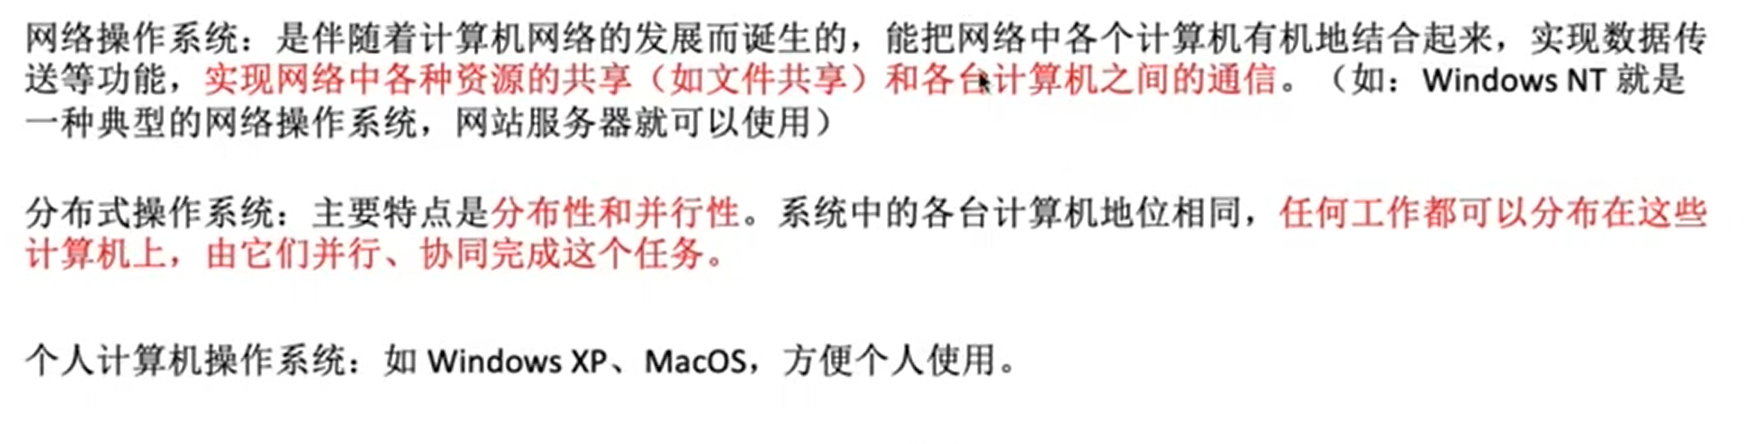 网络操作系统：是伴随着计算机网络的发展而诞生的，能把网络中各个计算机有机地结合起来，实现数据传
送等功能，实现网络中各种资源的共享（如文件共享）和各台计算机之间的通信。（如：Windows NT 就是
一种典型的网络操作系统，网站服务器就可以使用）
分布式操作系统：主要特点是分布性和并行性。系统中的各台计算机地位相同，任何工作都可以分布在这些
计算机上，由它们并行、协同完成这个任务。
个人计算机操作系统：如 Windows XP、MacOS，方便个人使用。